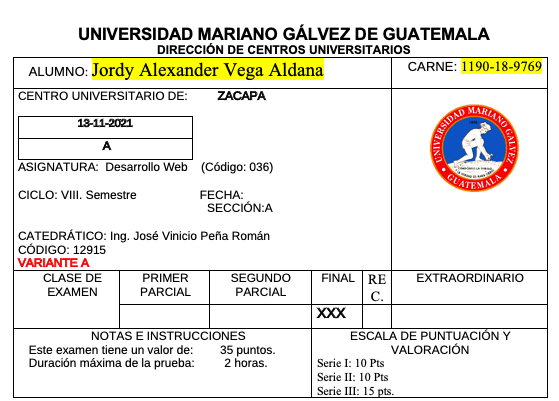 UNIVERSIDAD MARIANO GÁLVEZ DE GUATEMALA
DIRECCIÓN DE CENTROS UNIVERSITARIOS
ALUMNO: Jordy Alexander Vega Aldana
CARNE: 1190-18-9769
CENTRO UNIVERSITARIO DE: ZACAPA
13-11-2021
A
ASIGNATURA: Desarrollo Web (Código: 036)
CICLO: VIII. Semestre FECHA:
SECCIÓN:A
CATEDRÁTICO: Ing. José Vinicio Peña Román
CÓDIGO: 12915
VARIANTE A
UNIVERSIDAD MARIANO GALVEZ
GUATEMALA
CLASE DE EXAMEN
PRIMER PARCIAL
SEGUNDO PARCIAL
FINAL
REC.
EXTRAORDINARIO
XXX
NOTAS E INSTRUCCIONES
Este examen tiene un valor de: 35 puntos.
Duración máxima de la prueba: 2 horas.
ESCALA DE PUNTUACIÓN Y VALORACIÓN
Serie I: 10 Pts
Serie II: 10 Pts
Serie III: 15 pts.